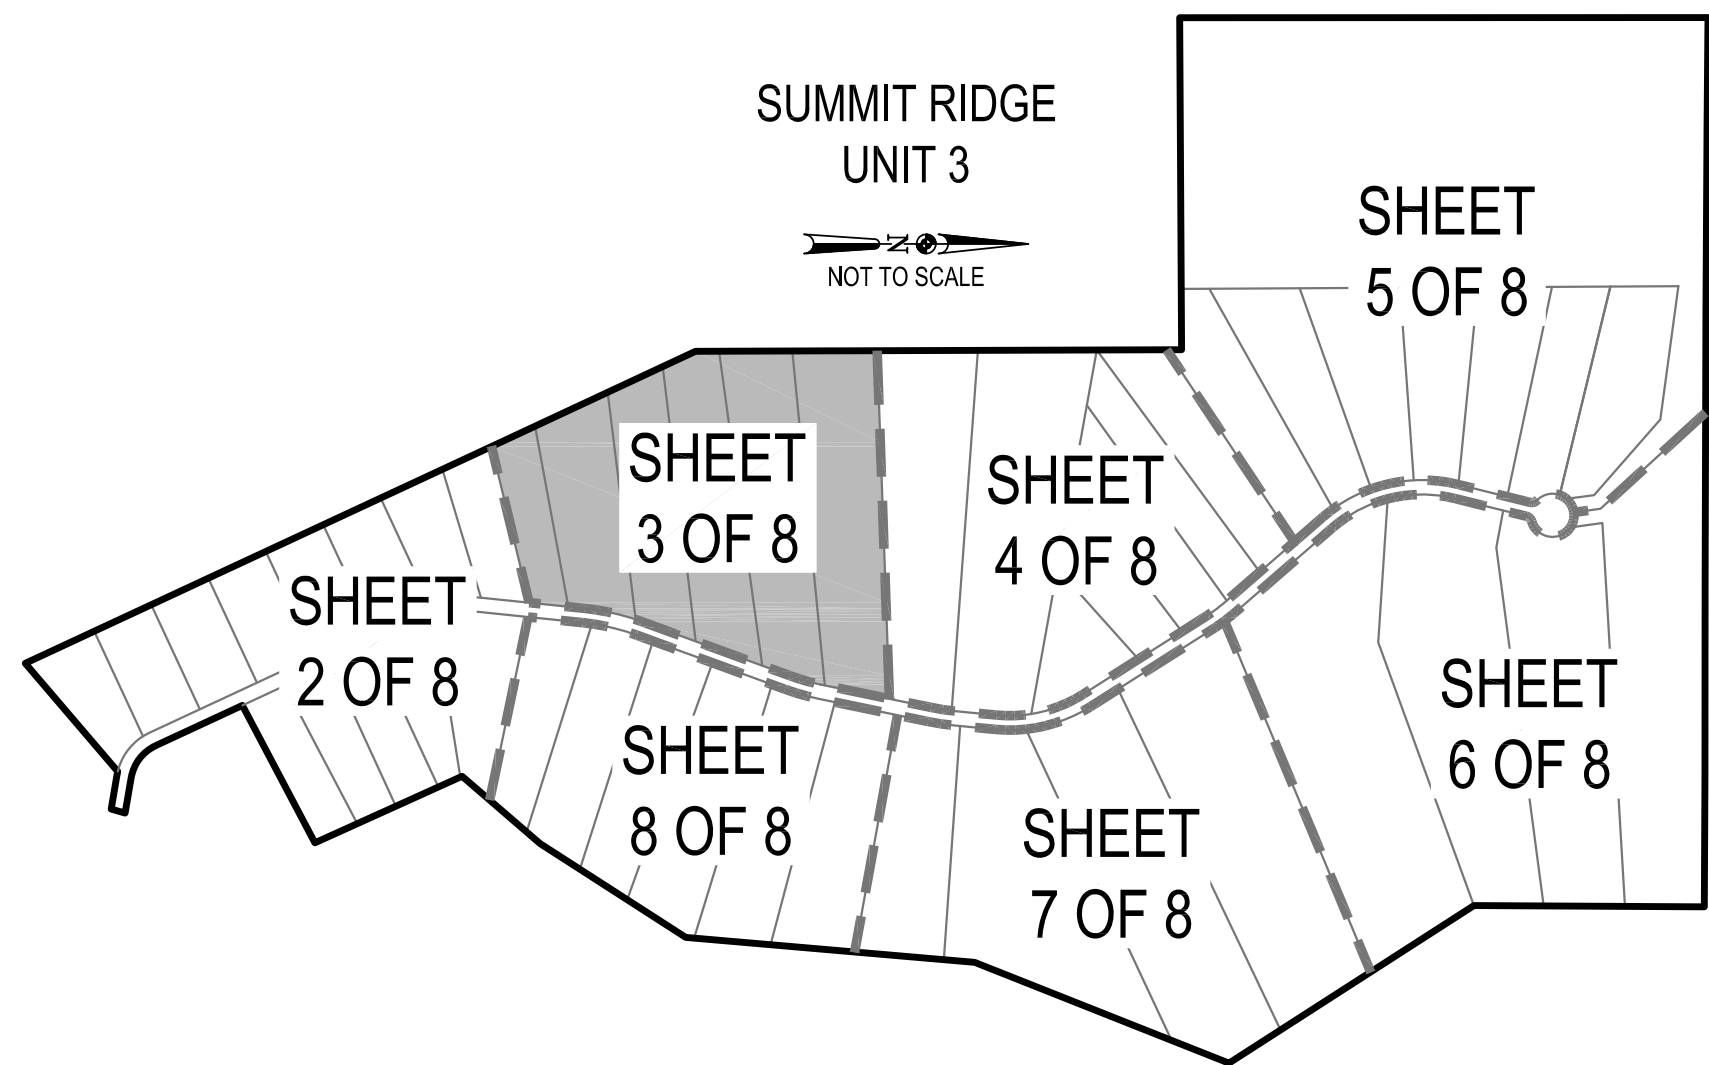 SUMMIT RIDGE
UNIT 3
N
NOT TO SCALE
SHEET
5 OF 8
SHEET
3 OF 8
SHEET
4 OF 8
SHEET
2 OF 8
SHEET
6 OF 8
SHEET
8 OF 8
SHEET
7 OF 8